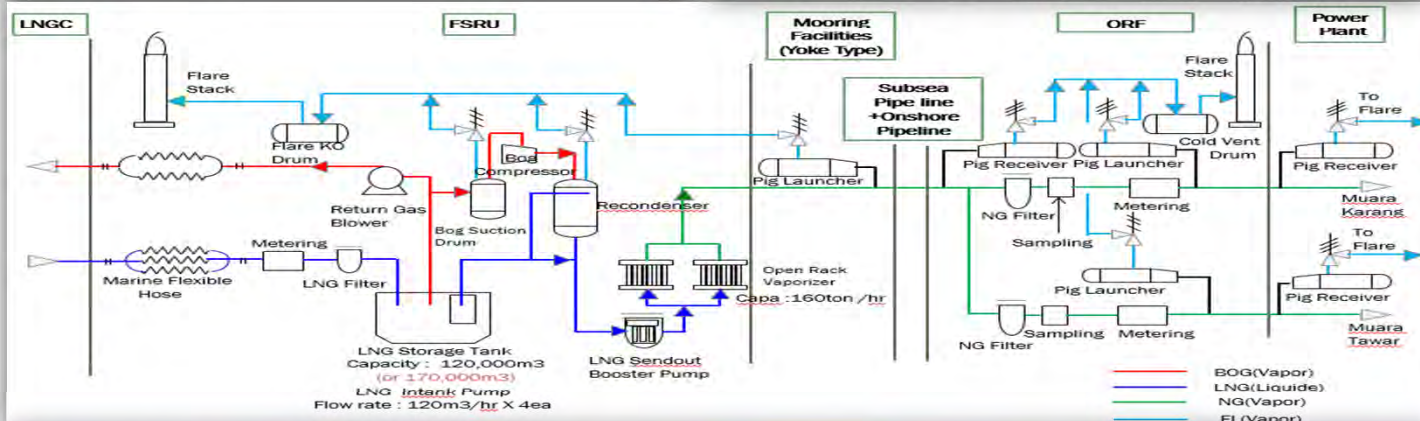 LNGC
FSRU
Mooring
Facilities
(Yoke Type)
ORF
Power
Plant
Subsea
Pipe line
+Onshore
Pipeline
Flare
Stack
Flare KO
Drum
Bog
Compressor
Return Gas
Blower
Bog Suction
Drum
Recondenser
Metering
Marine Flexible
Hose
LNG Filter
LNG Storage Tank
Capacity : 120,000m3
(or 170,000m3)
LNG Intank Pump
Flow rate : 120m3/hr X 4ea
LNG Sendout
Booster Pump
Open Rack
Vaporizer
Capa :160ton /hr
Pig Launcher
Pig Receiver
Pig Launcher
Flare
Stack
Cold Vent
Drum
NG Filter
Sampling
Metering
Pig Launcher
NG Filter
Sampling
Metering
To
Flare
Pig Receiver
Muara
Karang
To
Flare
Pig Receiver
Muara
Tawar
BOG(Vapor)
LNG(Liquide)
NG(Vapor)
FL(Vapor)